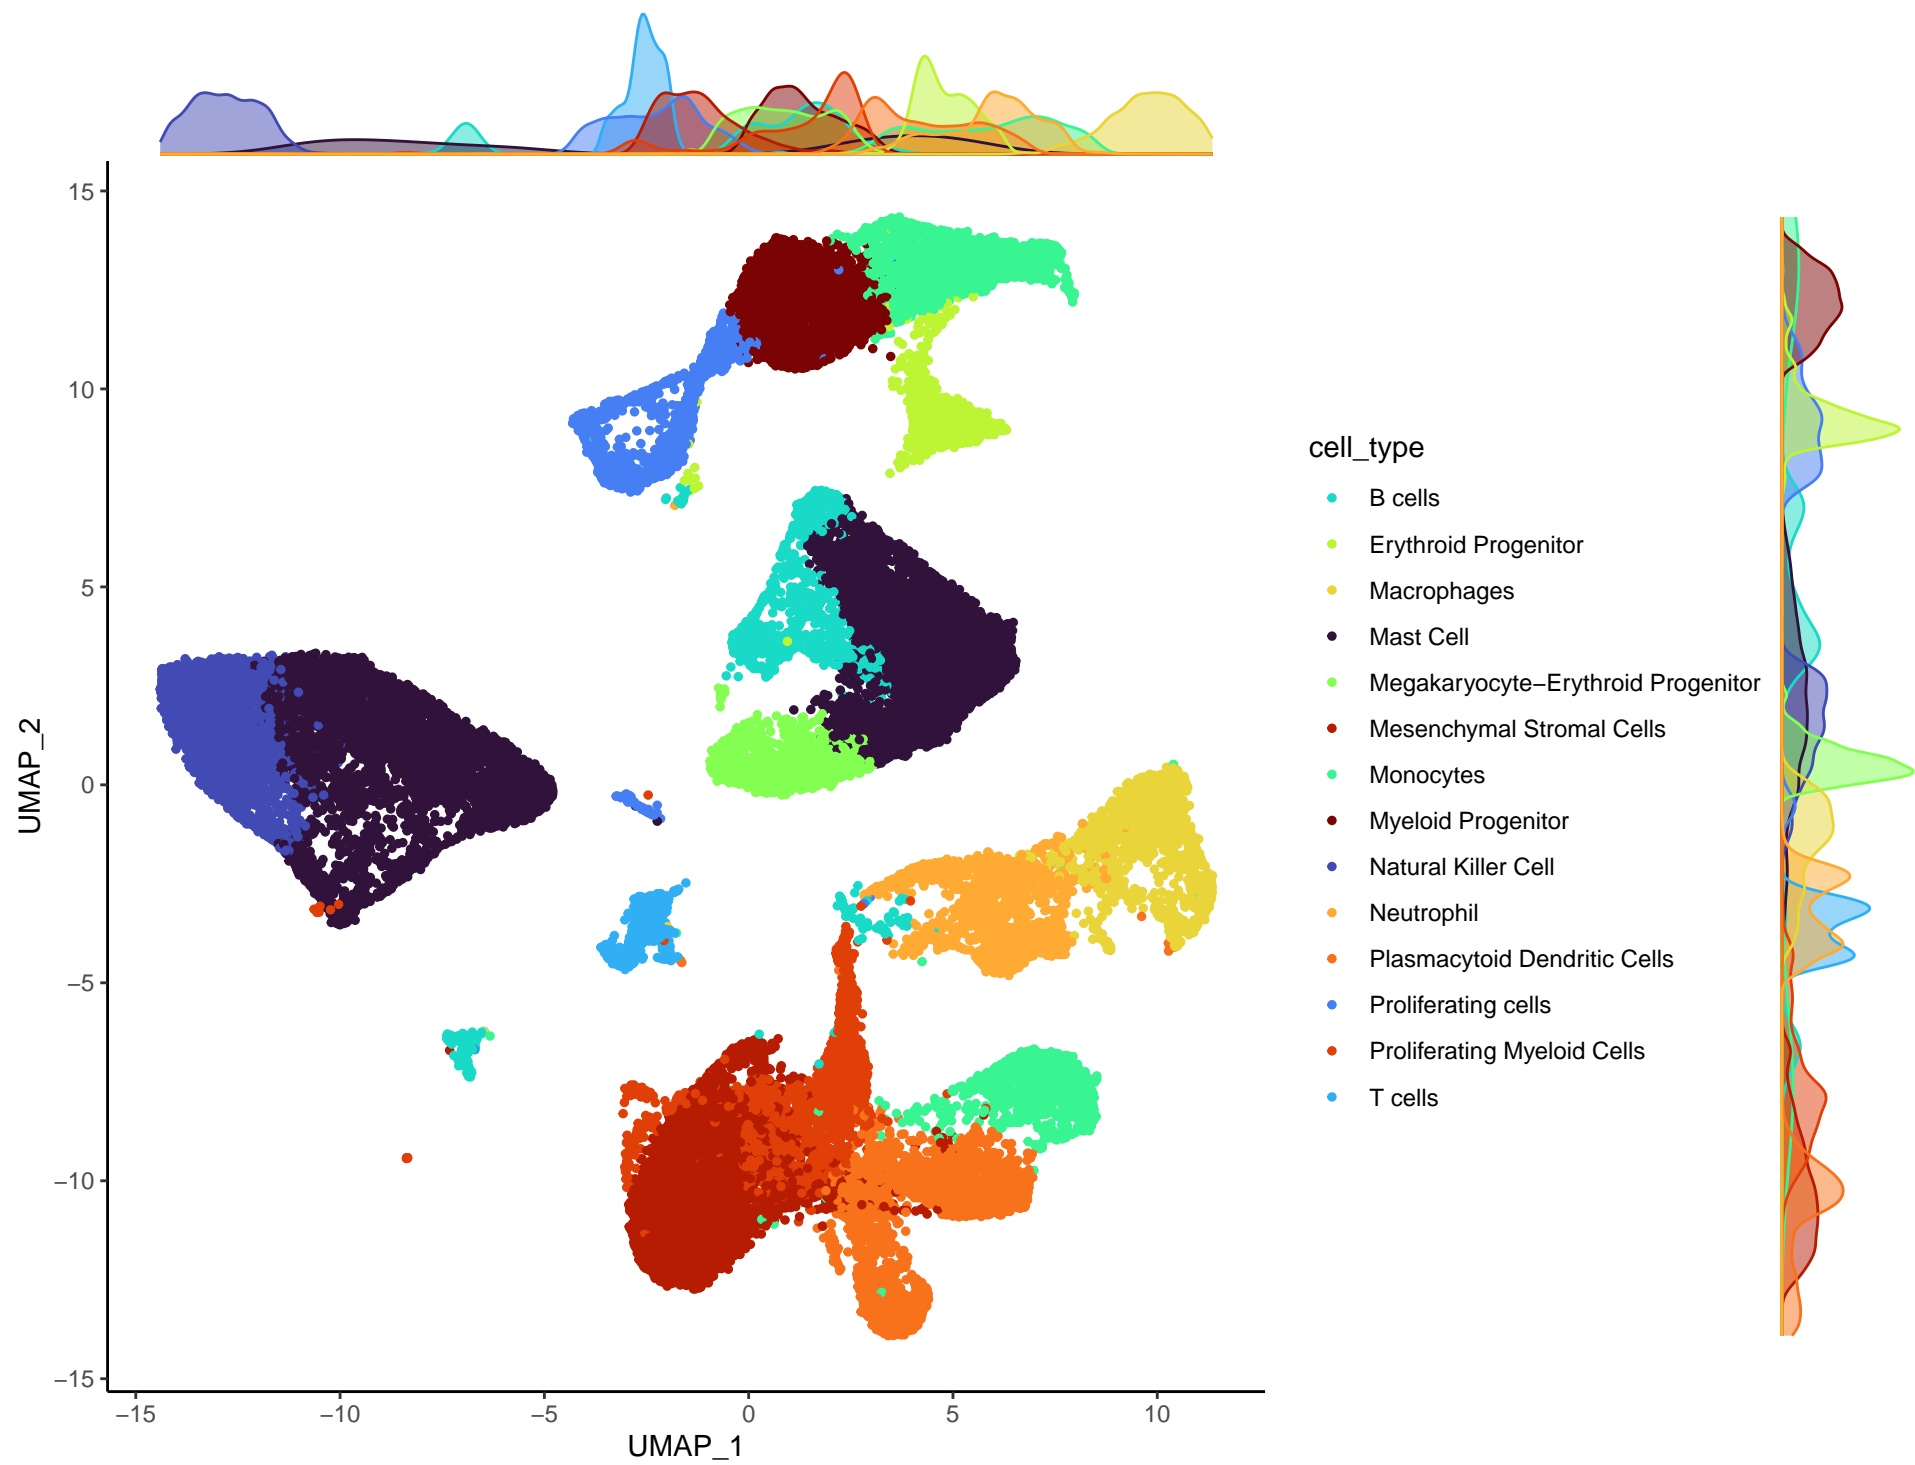 15
10
5
0
−5
−10
−15
UMAP_2
−15 −10 −5 0 5 10
UMAP_1
cell_type
B cells
Erythroid Progenitor
Macrophages
Mast Cell
Megakaryocyte−Erythroid Progenitor
Mesenchymal Stromal Cells
Monocytes
Myeloid Progenitor
Natural Killer Cell
Neutrophil
Plasmacytoid Dendritic Cells
Proliferating cells
Proliferating Myeloid Cells
T cells